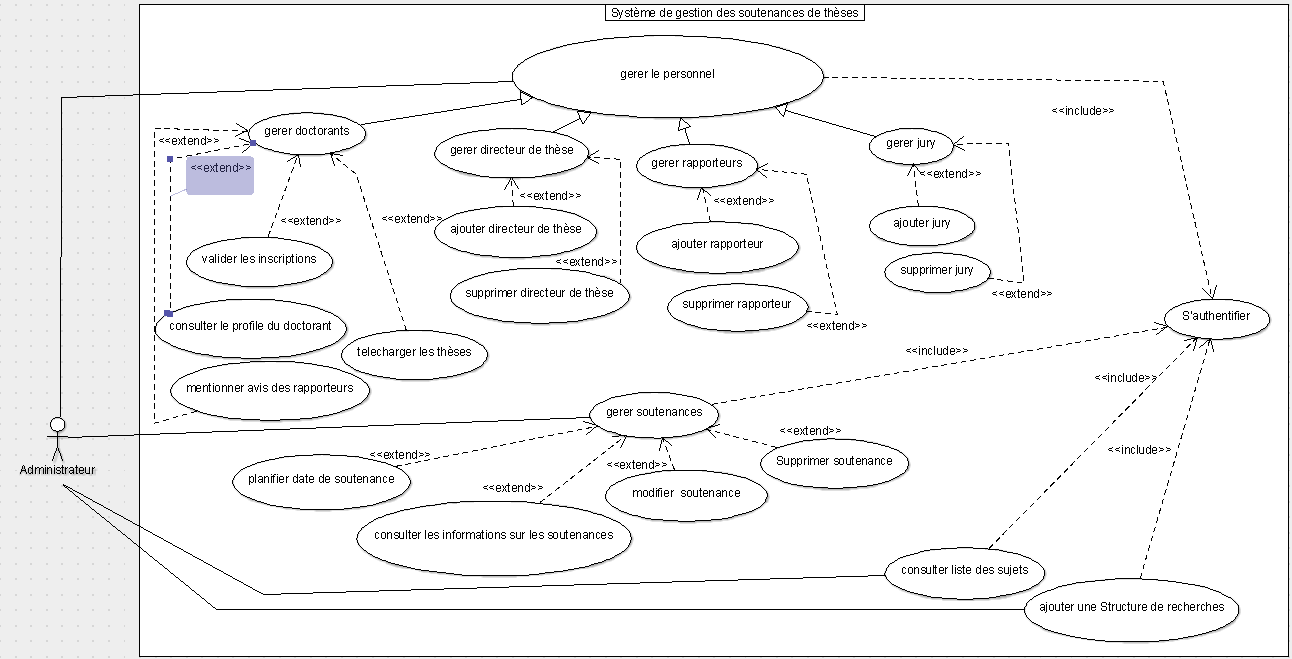 Système de gestion des soutenances de thèses
gerer le personnel
<<include>>
gerer doctorants
<<extend>>
<<extend>>
gerer directeur de thèse
gerer rapporteurs
gerer jury
<<extend>>
<<extend>>
<<extend>>
<<extend>>
<<extend>>
ajouter directeur de thèse
ajouter rapporteur
ajouter jury
valider les inscriptions
<<extend>>
supprimer directeur de thèse
supprimer rapporteur
supprimer jury
<<extend>>
<<extend>>
consulter le profile du doctorant
S'authentifier
telecharger les thèses
<<include>>
mentionner avis des rapporteurs
<<include>>
gerer soutenances
<<extend>>
<<include>>
Administrateur
<<extend>>
<<extend>>
Supprimer soutenance
planifier date de soutenance
<<extend>>
modifier soutenance
consulter les informations sur les soutenances
consulter liste des sujets
ajouter une Structure de recherches